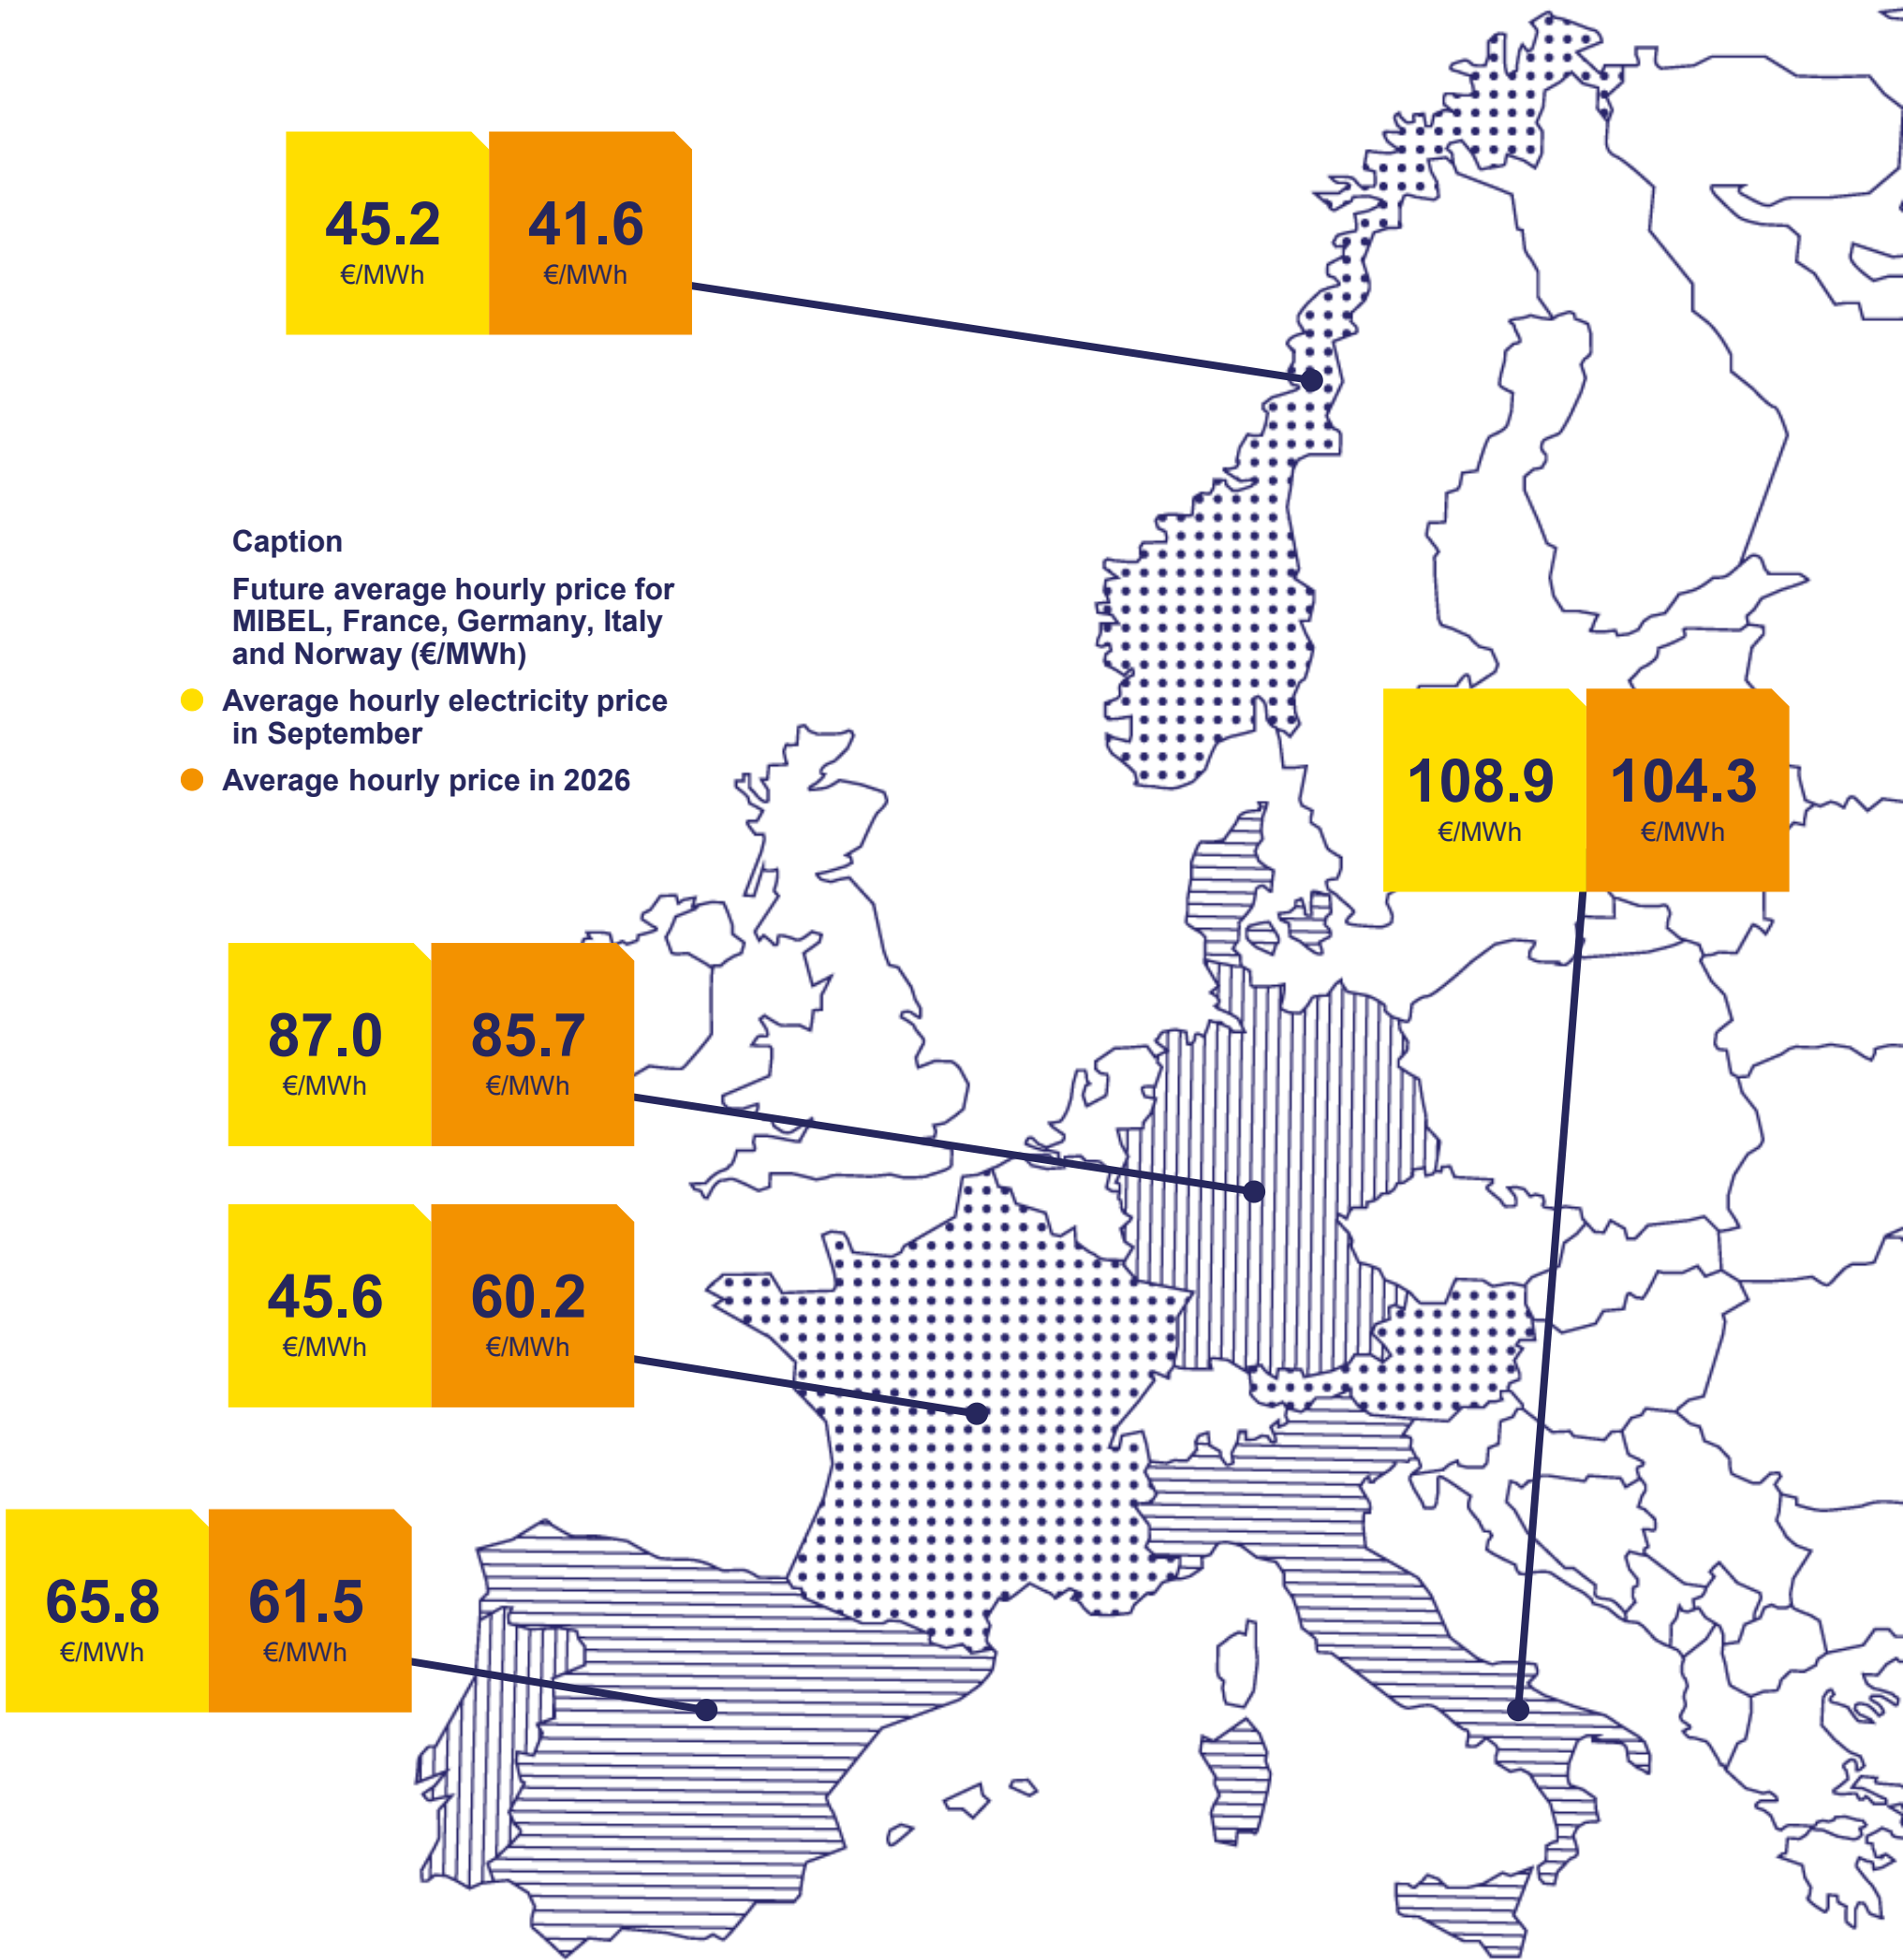 45.2
€/MWh
41.6
€/MWh
Caption
Future average hourly price for
MIBEL, France, Germany, Italy
and Norway (€/MWh)
Average hourly electricity price
in September
Average hourly price in 2026
108.9
€/MWh
104.3
€/MWh
87.0
€/MWh
85.7
€/MWh
45.6
€/MWh
60.2
€/MWh
65.8
€/MWh
61.5
€/MWh